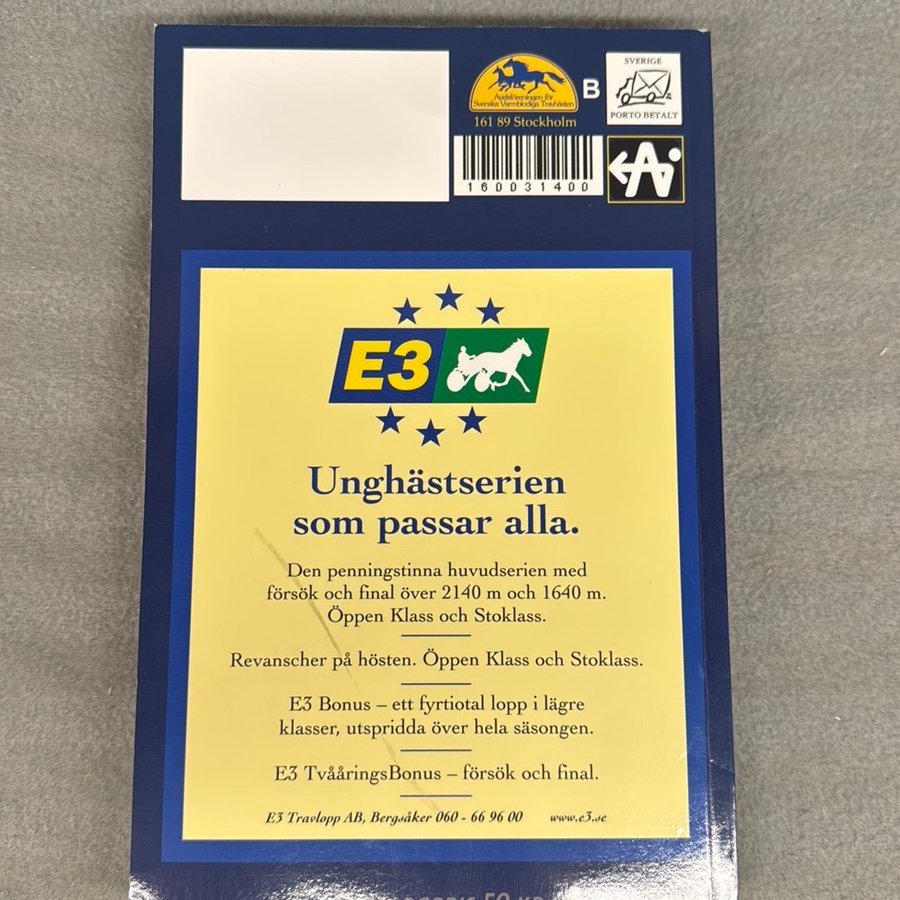 Avelsföreningen för
Svenska Varmblodiga Travhästen
161 89 Stockholm
B
SVERIGE
PORTO BETALT
160031400
E3
Unghästserien
som passar alla.
Den penningstinna huvudserien med
försök och final över 2140 m och 1640 m.
Öppen Klass och Stoklass.
Revanscher på hösten. Öppen Klass och Stoklass.
E3 Bonus – ett fyrtiotal lopp i lägre
klasser, utspridda över hela säsongen.
E3 TvååringsBonus – försök och final.
E3 Travlopp AB, Bergsåker 060 - 66 96 00 www.e3.se